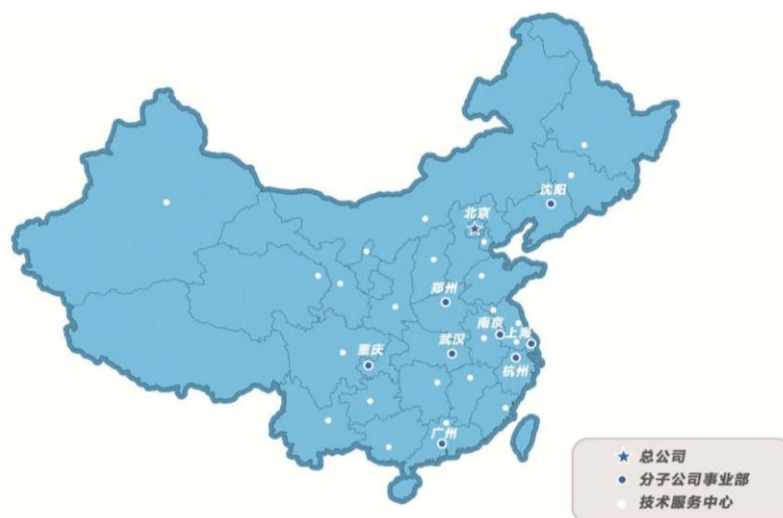 沈阳
北京
郑州
南京
上海
武汉
重庆
杭州
广州
总公司
分子公司事业部
技术服务中心